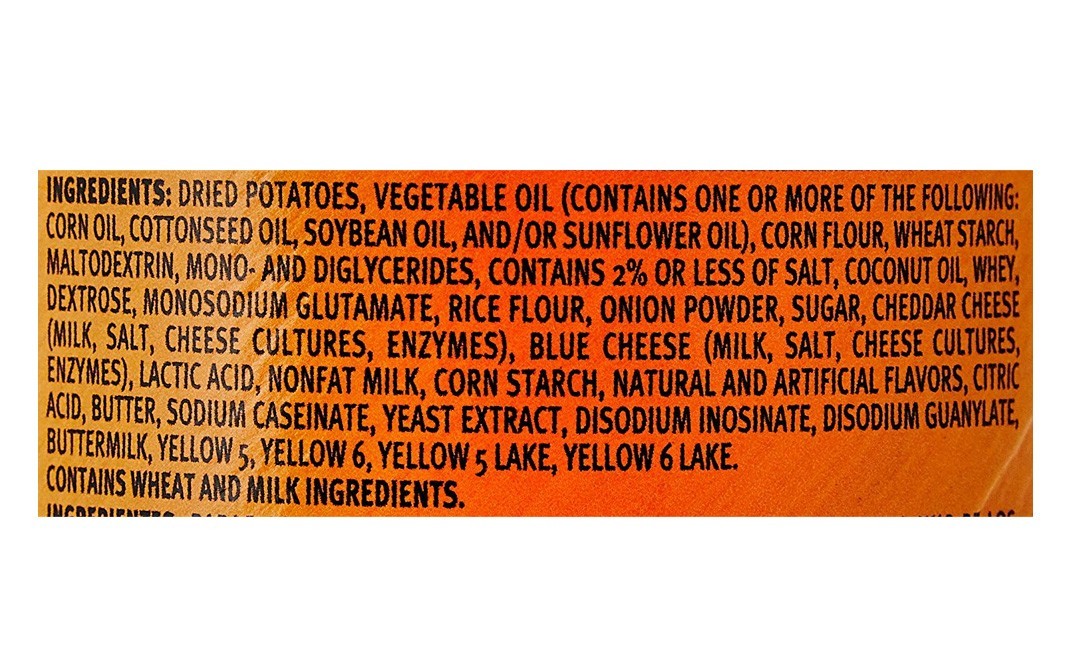 INGREDIENTS: DRIED POTATOES, VEGETABLE OIL (CONTAINS ONE OR MORE OF THE FOLLOWING:
CORN OIL, COTTONSEED OIL, SOYBEAN OIL, AND/OR SUNFLOWER OIL), CORN FLOUR, WHEAT STARCH,
MALTODEXTRIN, MONO- AND DIGLYCERIDES, CONTAINS 2% OR LESS OF SALT, COCONUT OIL, WHEY,
DEXTROSE, MONOSODIUM GLUTAMATE, RICE FLOUR, ONION POWDER, SUGAR, CHEDDAR CHEESE
(MILK, SALT, CHEESE CULTURES, ENZYMES), BLUE CHEESE (MILK, SALT, CHEESE CULTURES,
ENZYMES), LACTIC ACID, NONFAT MILK, CORN STARCH, NATURAL AND ARTIFICIAL FLAVORS, CITRIC
ACID, BUTTER, SODIUM CASEINATE, YEAST EXTRACT, DISODIUM INOSINATE, DISODIUM GUANYLATE,
BUTTERMILK, YELLOW 5, YELLOW 6, YELLOW 5 LAKE, YELLOW 6 LAKE.
CONTAINS WHEAT AND MILK INGREDIENTS.